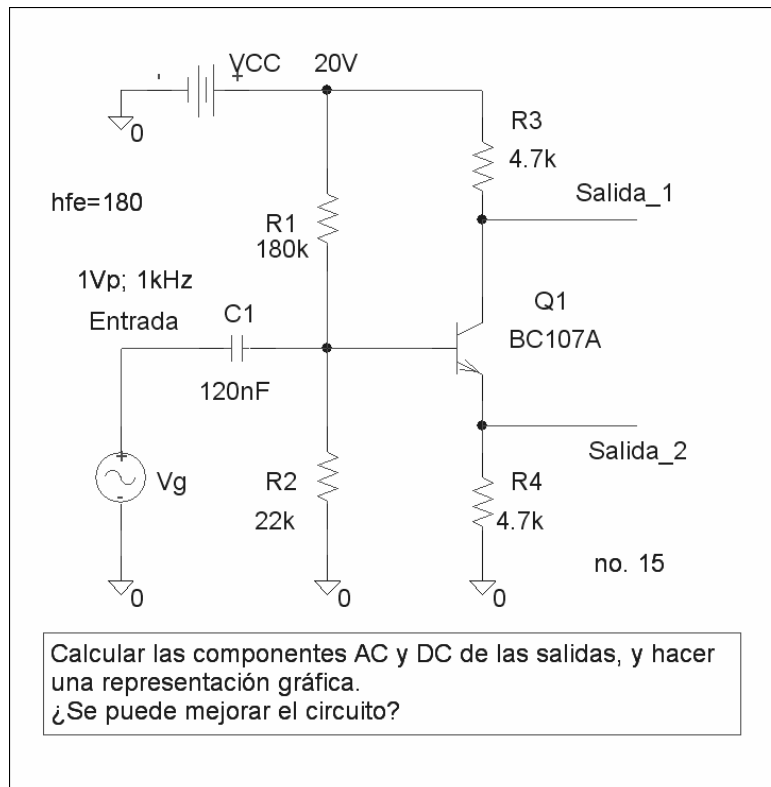 VCC 20V
0
R3
4.7k
Salida_1
hfe=180
R1
180k
1Vp; 1kHz
Entrada
C1
Q1
BC107A
120nF
Salida_2
Vg
R2
22k
R4
4.7k
no. 15
0
0
0
Calcular las componentes AC y DC de las salidas, y hacer
una representación gráfica.
¿Se puede mejorar el circuito?